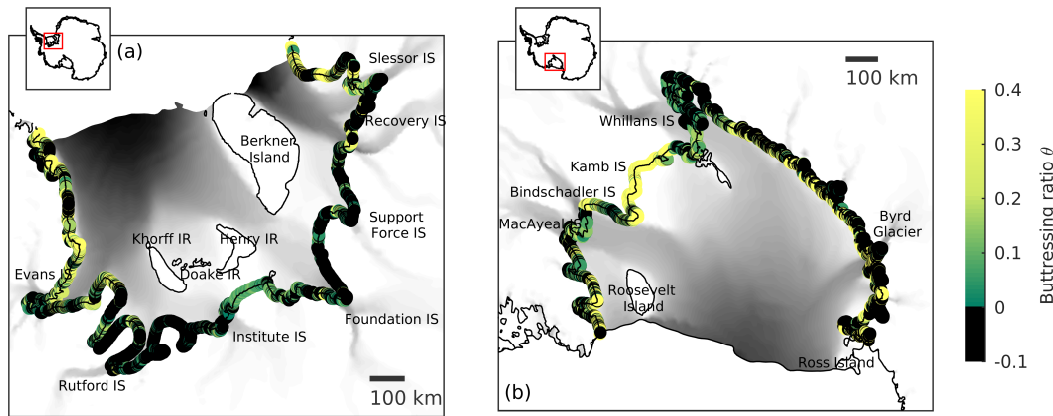 (a)
Slessor IS
Recovery IS
Berkner
Island
Support
Force IS
Khorff IR
Henry IR
Doake IR
Evans IS
Foundation IS
Institute IS
Rutford IS
100 km
100 km
Whillans IS
Kamb IS
Bindschadler IS
MacAyeal IS
Byrd
Glacier
Roosevelt
Island
Ross Island
(b)
0.4
0.3
0.2
0.1
0
-0.1
Buttressing ratio θ